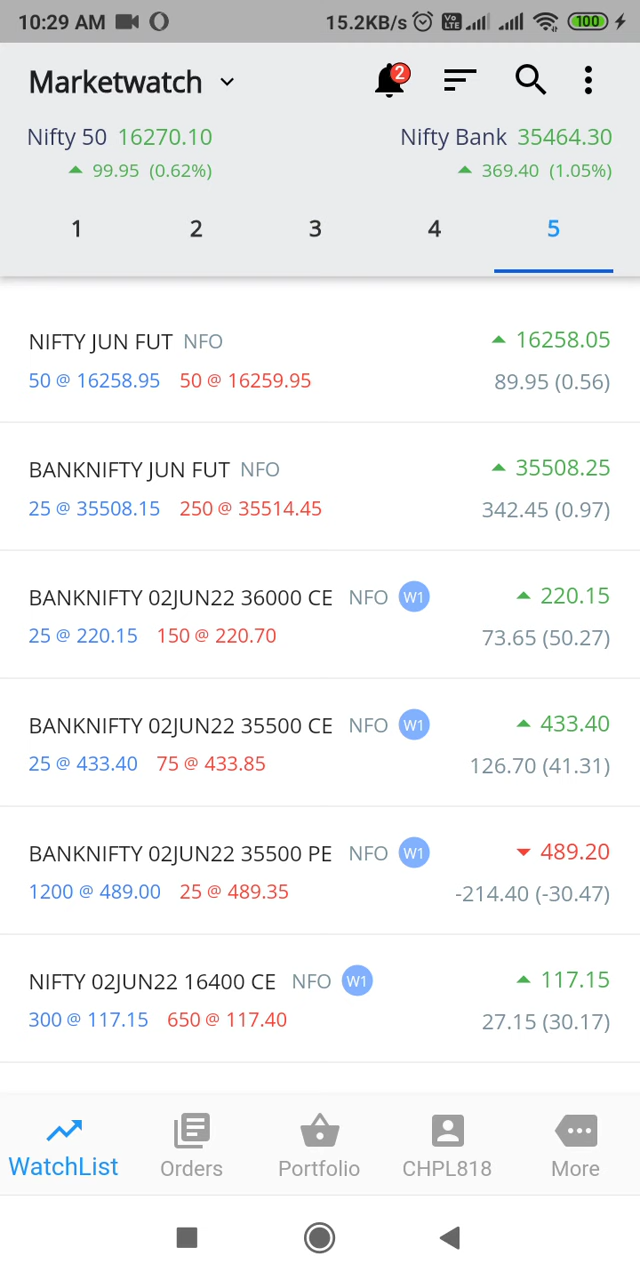 10:29 AM 15.2KB/s Vo LTE 100
Marketwatch 2
Nifty 50 16270.10 Nifty Bank 35464.30
99.95 (0.62%) 369.40 (1.05%)
1 2 3 4 5
NIFTY JUN FUT NFO 16258.05
50 @ 16258.95 50 @ 16259.95 89.95 (0.56)
BANKNIFTY JUN FUT NFO 35508.25
25 @ 35508.15 250 @ 35514.45 342.45 (0.97)
BANKNIFTY 02JUN22 36000 CE NFO W1 220.15
25 @ 220.15 150 @ 220.70 73.65 (50.27)
BANKNIFTY 02JUN22 35500 CE NFO W1 433.40
25 @ 433.40 75 @ 433.85 126.70 (41.31)
BANKNIFTY 02JUN22 35500 PE NFO W1 489.20
1200 @ 489.00 25 @ 489.35 -214.40 (-30.47)
NIFTY 02JUN22 16400 CE NFO W1 117.15
300 @ 117.15 650 @ 117.40 27.15 (30.17)
WatchList Orders Portfolio CHPL818 More